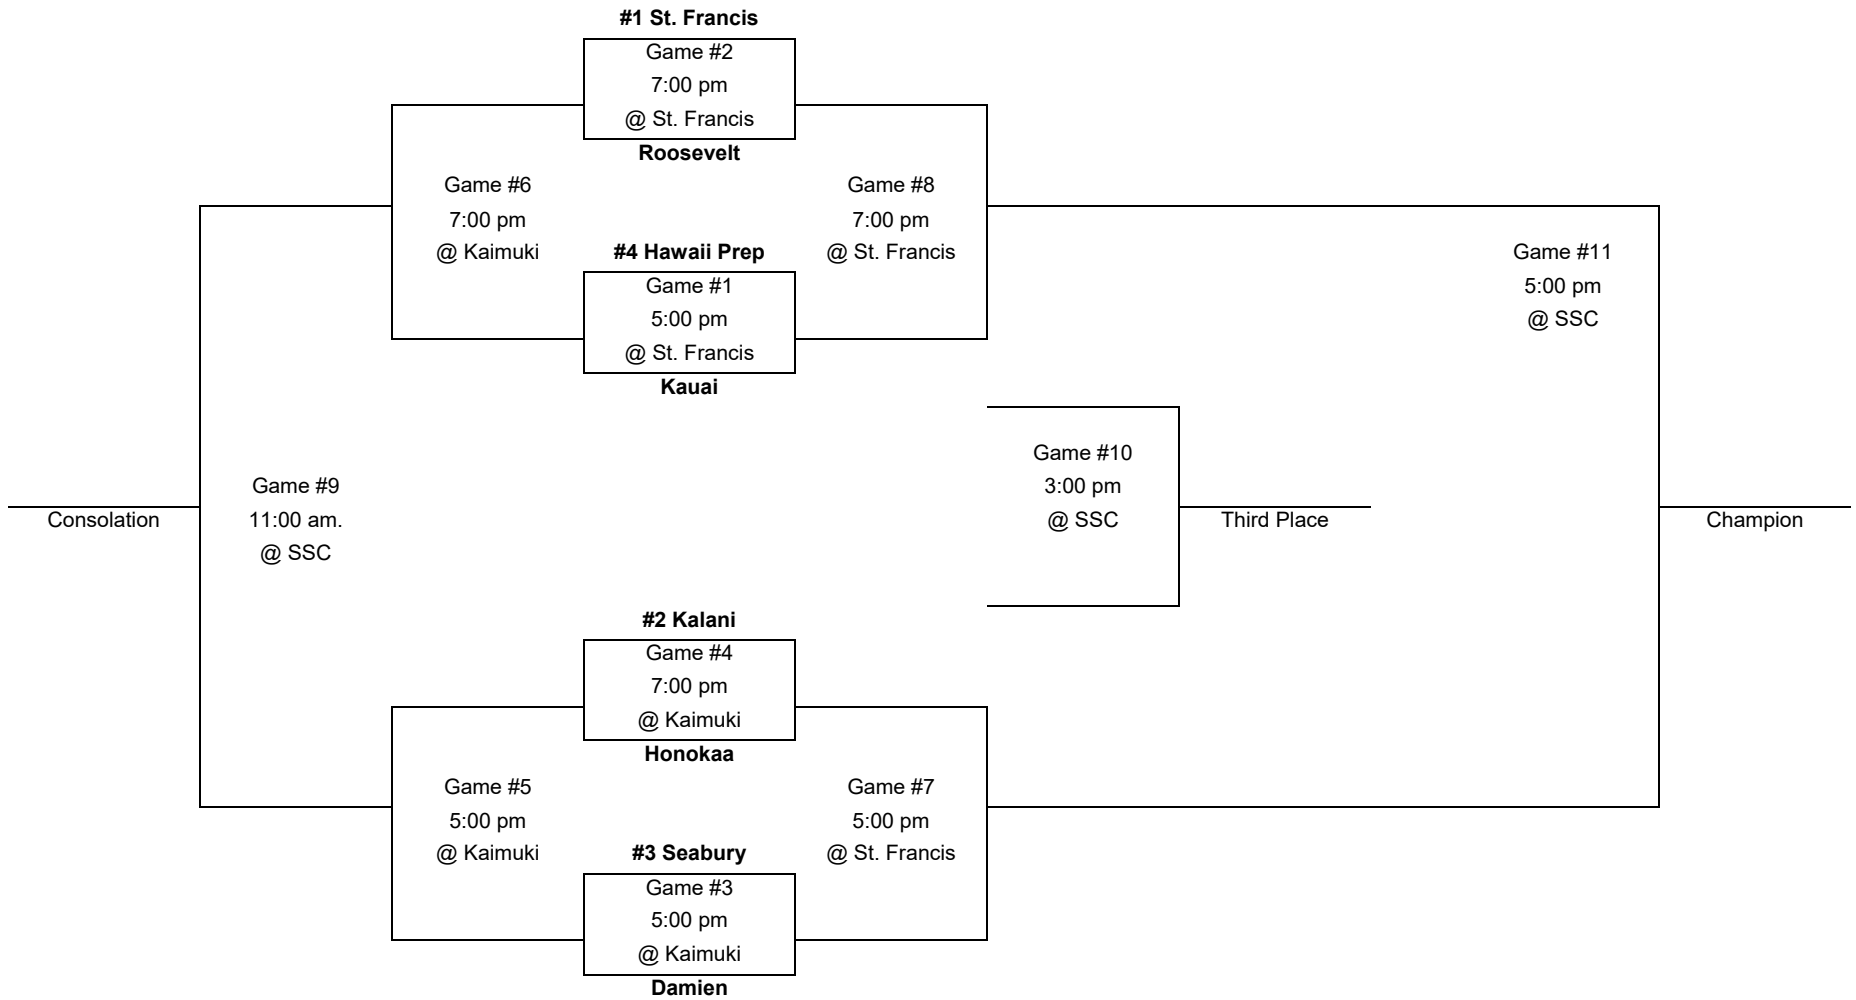 #1 St. Francis
Game #2
7:00 pm
@ St. Francis
Roosevelt
Game #6
7:00 pm
@ Kaimuki
Game #8
7:00 pm
@ St. Francis
#4 Hawaii Prep
Game #1
5:00 pm
@ St. Francis
Kauai
Game #11
5:00 pm
@ SSC
Game #10
3:00 pm
@ SSC
Game #9
11:00 am.
@ SSC
Consolation
Third Place
Champion
#2 Kalani
Game #4
7:00 pm
@ Kaimuki
Honokaa
Game #5
5:00 pm
@ Kaimuki
Game #7
5:00 pm
@ St. Francis
#3 Seabury
Game #3
5:00 pm
@ Kaimuki
Damien